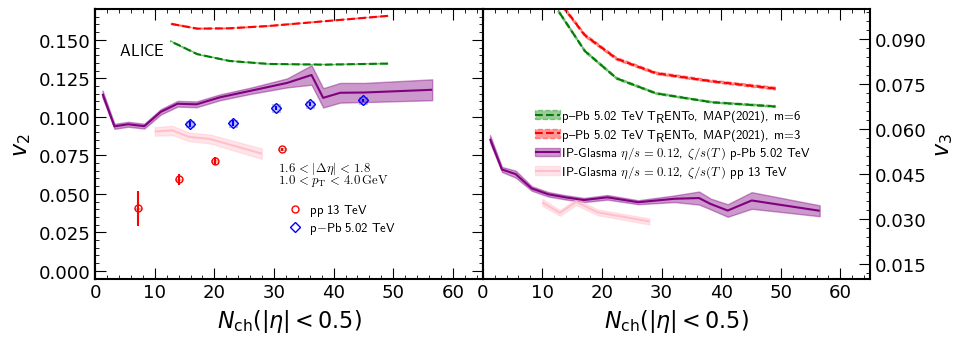 0.150
0.125
0.100
0.075
0.050
0.025
0.000
v₂
ALICE
1.6 < |Δη| < 1.8
1.0 < p_T < 4.0 GeV
pp 13 TeV
p−Pb 5.02 TeV
0 10 20 30 40 50 60
N_ch(|η| < 0.5)
p–Pb 5.02 TeV TRENTo, MAP(2021), m=6
p–Pb 5.02 TeV TRENTo, MAP(2021), m=3
IP-Glasma η/s = 0.12, ζ/s(T) p-Pb 5.02 TeV
IP-Glasma η/s = 0.12, ζ/s(T) pp 13 TeV
0.090
0.075
0.060
0.045
0.030
0.015
v₃
0 10 20 30 40 50 60
N_ch(|η| < 0.5)